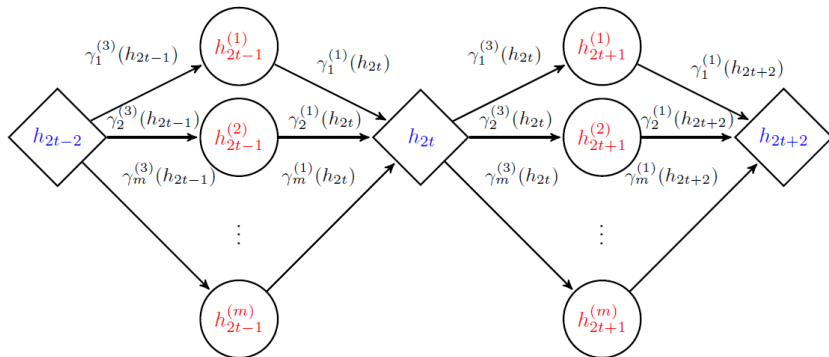 h_{2t-1}^{(1)} h_{2t+1}^{(1)}
γ_1^{(3)}(h_{2t-1}) γ_1^{(1)}(h_{2t}) γ_1^{(3)}(h_{2t}) γ_1^{(1)}(h_{2t+2})
γ_2^{(3)}(h_{2t-1}) γ_2^{(1)}(h_{2t}) γ_2^{(3)}(h_{2t}) γ_2^{(1)}(h_{2t+2})
h_{2t-2} h_{2t-1}^{(2)} h_{2t} h_{2t+1}^{(2)} h_{2t+2}
γ_m^{(3)}(h_{2t-1}) γ_m^{(1)}(h_{2t}) γ_m^{(3)}(h_{2t}) γ_m^{(1)}(h_{2t+2})
⋮ ⋮
h_{2t-1}^{(m)} h_{2t+1}^{(m)}